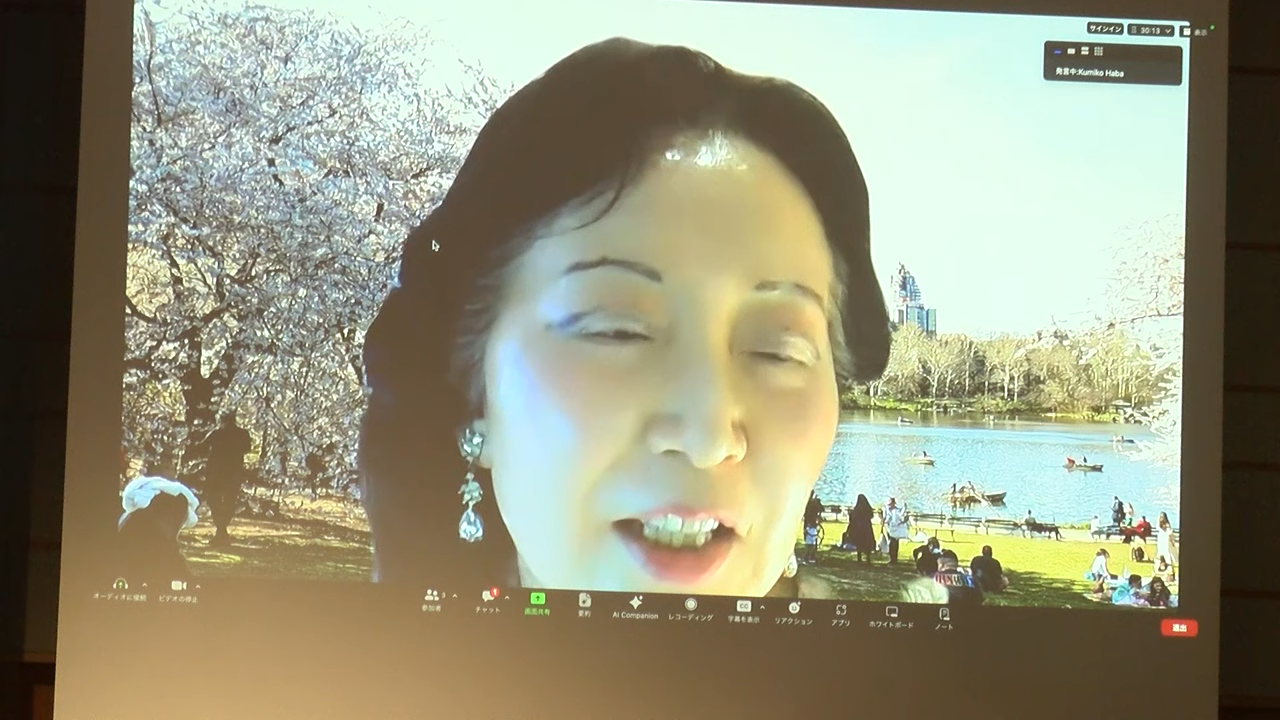 サインイン
30:13
表示
発言中:Kumiko Haba
オーディオに接続
ビデオの停止
参加者
3
チャット
1
画面共有
要約
AI Companion
レコーディング
CC
字幕を表示
リアクション
アプリ
ホワイトボード
ノート
退出